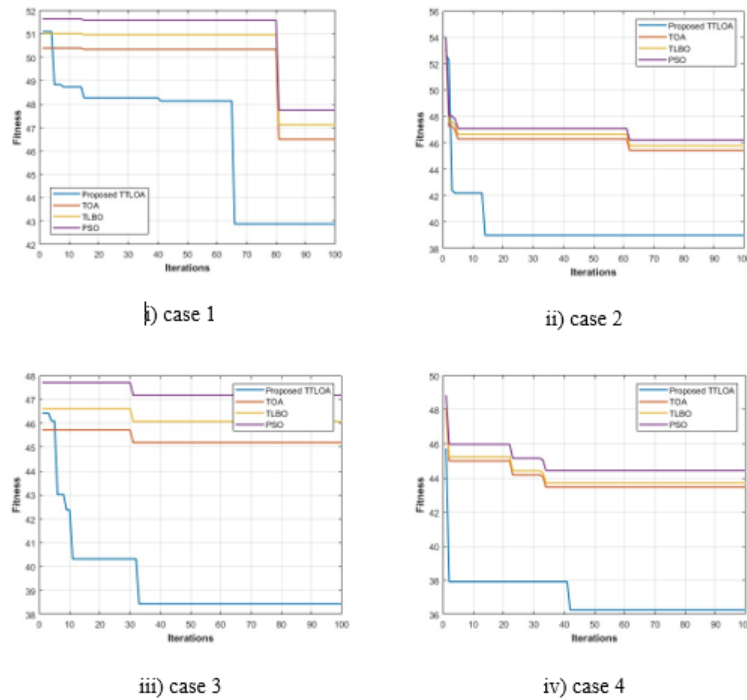 52
51
50
49
48
47
46
45
44
43
42
Fitness
Proposed TTLOA
TOA
TLBO
PSO
0 10 20 30 40 50 60 70 80 90 100
Iterations
i) case 1
56
54
52
50
48
46
44
42
40
38
Fitness
Proposed TTLOA
TOA
TLBO
PSO
0 10 20 30 40 50 60 70 80 90 100
Iterations
ii) case 2
48
47
46
45
44
43
42
41
40
39
38
Fitness
Proposed TTLOA
TOA
TLBO
PSO
0 10 20 30 40 50 60 70 80 90 100
Iterations
iii) case 3
50
48
46
44
42
40
38
36
Fitness
Proposed TTLOA
TOA
TLBO
PSO
0 10 20 30 40 50 60 70 80 90 100
Iterations
iv) case 4